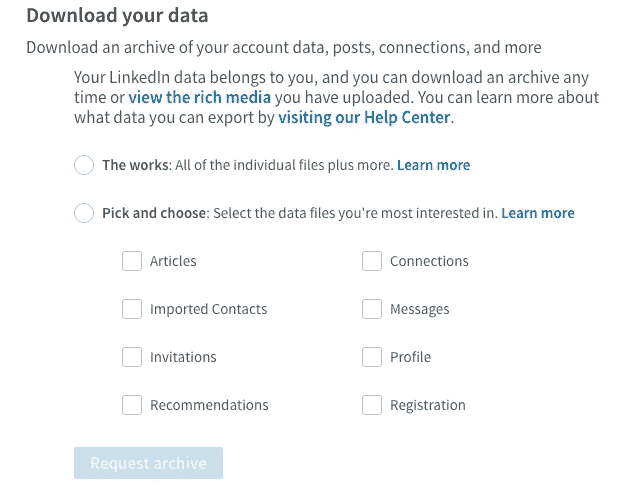 Download your data
Download an archive of your account data, posts, connections, and more
Your LinkedIn data belongs to you, and you can download an archive any
time or view the rich media you have uploaded. You can learn more about
what data you can export by visiting our Help Center.
The works: All of the individual files plus more. Learn more
Pick and choose: Select the data files you're most interested in. Learn more
Articles
Connections
Imported Contacts
Messages
Invitations
Profile
Recommendations
Registration
Request archive